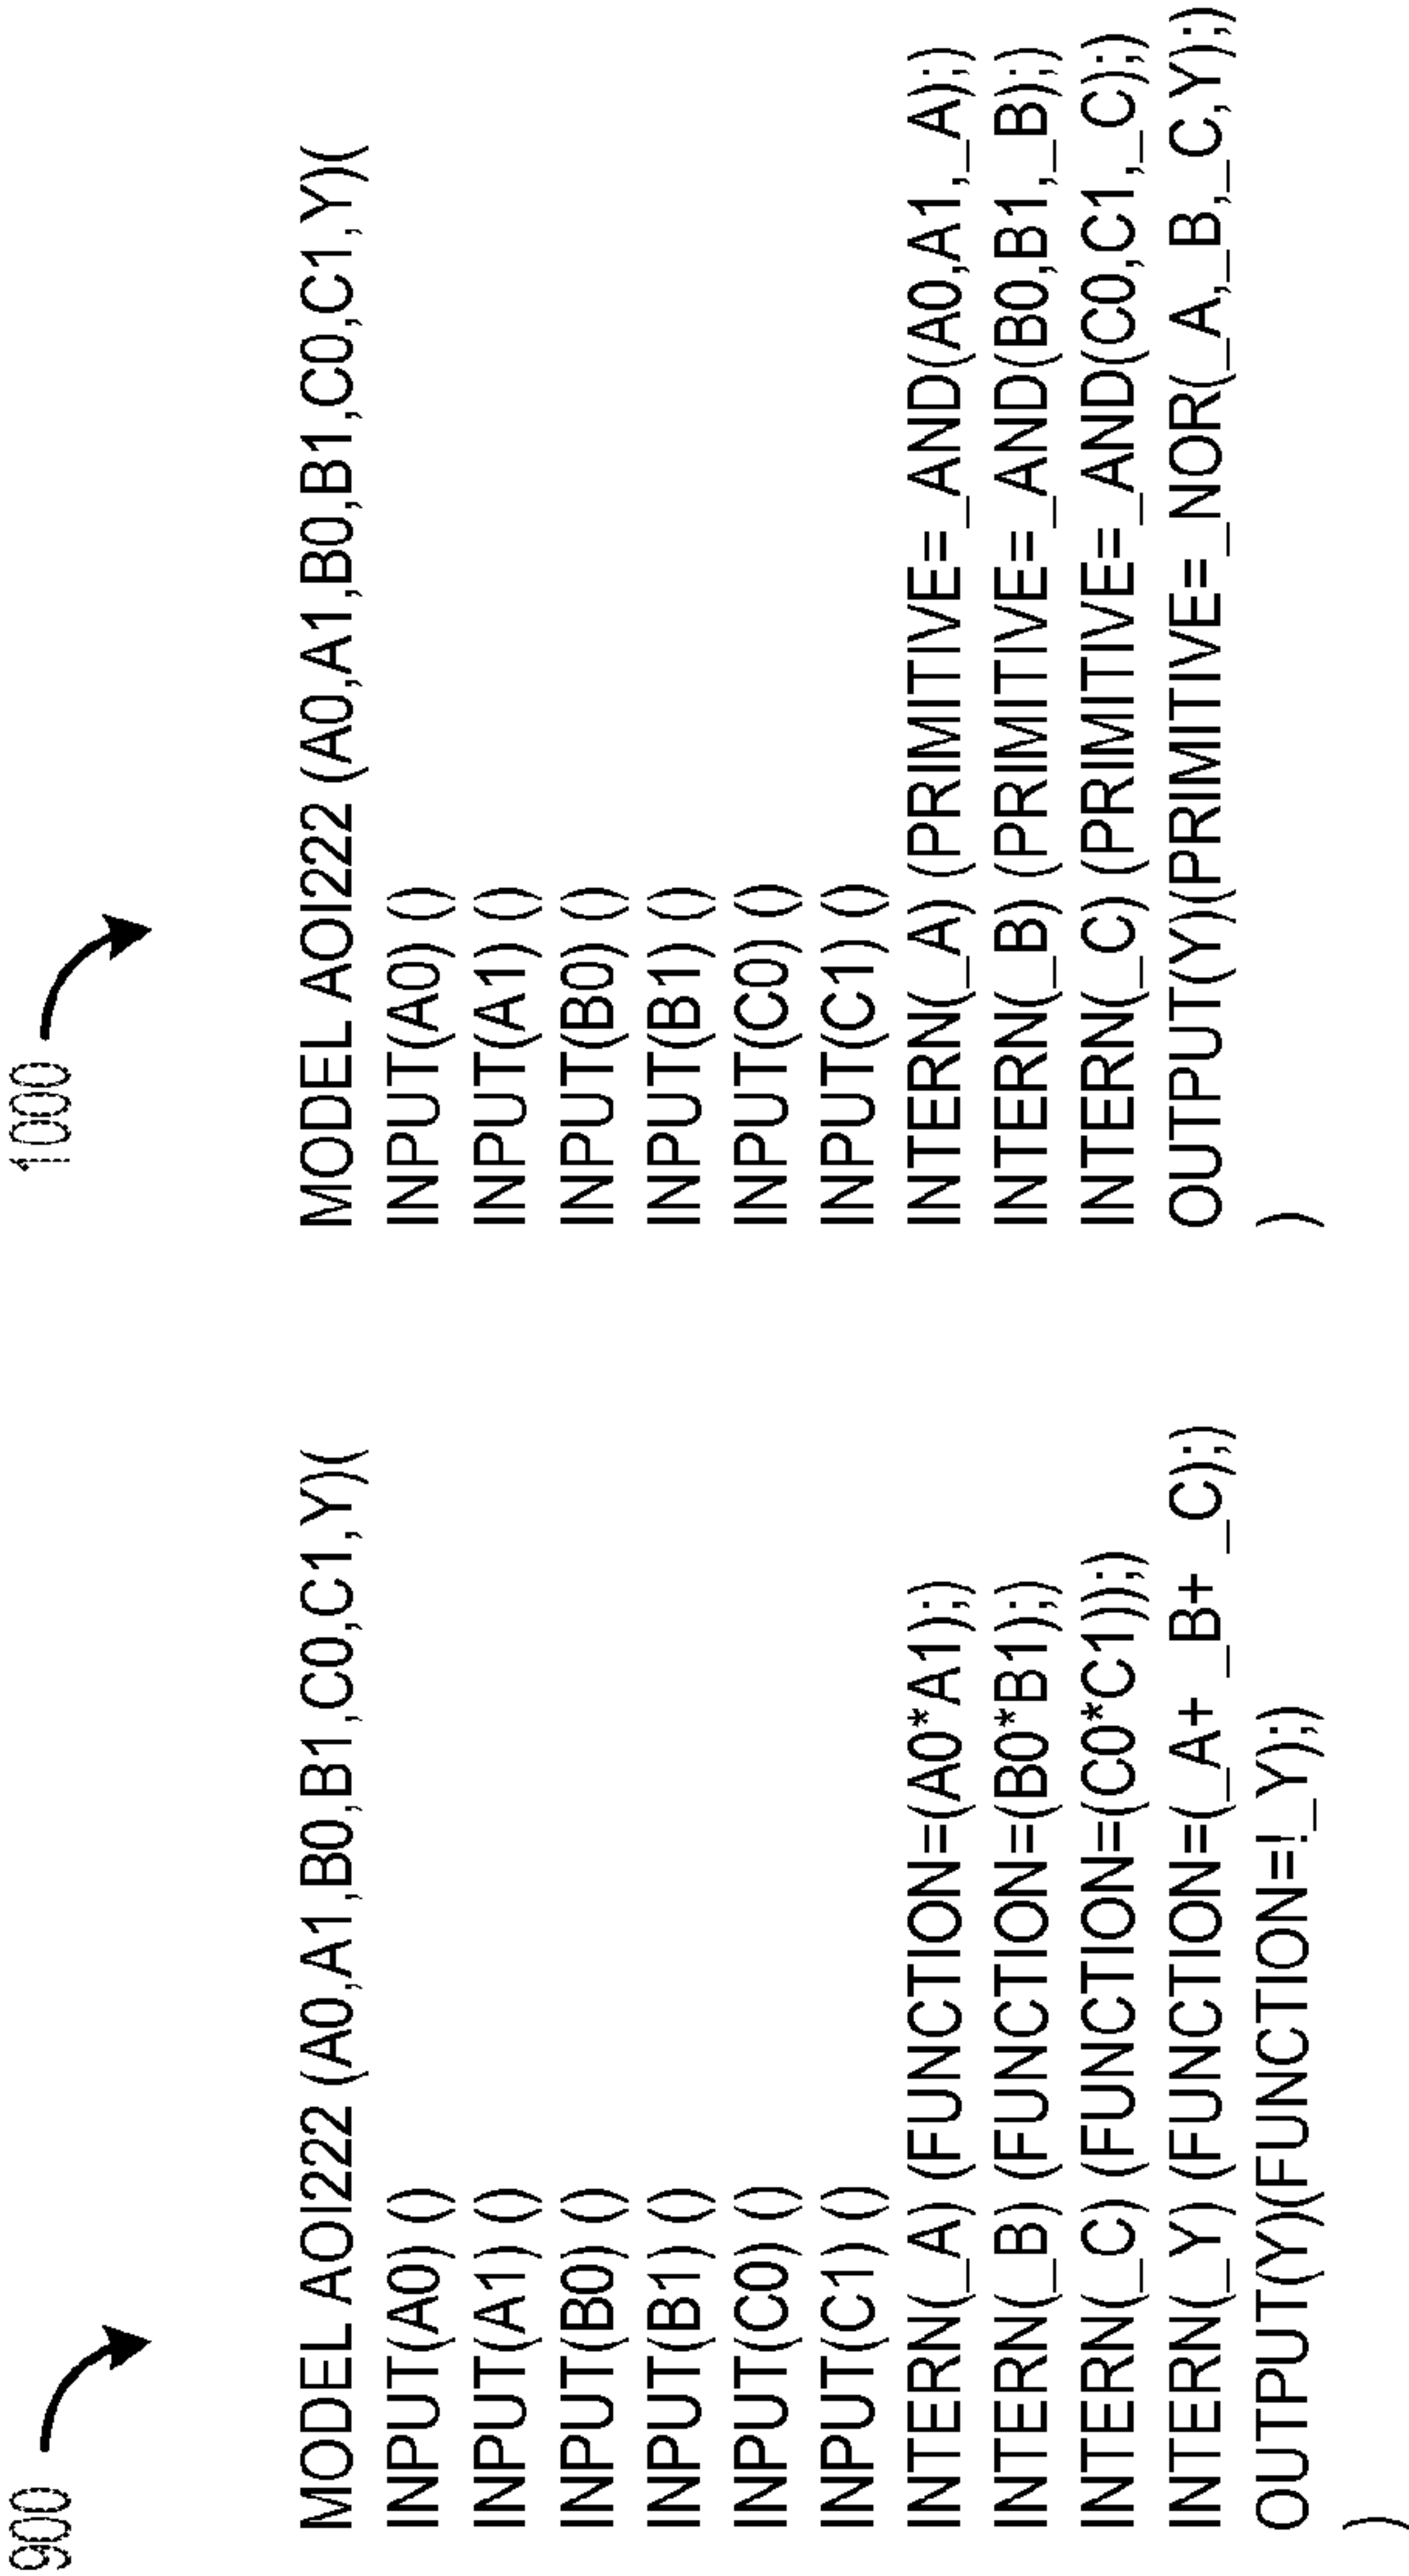 900
MODEL AOI222 (A0,A1,B0,B1,C0,C1,Y)(
INPUT(A0) ()
INPUT(A1) ()
INPUT(B0) ()
INPUT(B1) ()
INPUT(C0) ()
INPUT(C1) ()
INTERN(_A) (FUNCTION=(A0*A1);)
INTERN(_B) (FUNCTION=(B0*B1);)
INTERN(_C) (FUNCTION=(C0*C1));)
INTERN(_Y) (FUNCTION=(_A+ _B+ _C);)
OUTPUT(Y)(FUNCTION=!_Y);)
)
1000
MODEL AOI222 (A0,A1,B0,B1,C0,C1,Y)(
INPUT(A0) ()
INPUT(A1) ()
INPUT(B0) ()
INPUT(B1) ()
INPUT(C0) ()
INPUT(C1) ()
INTERN(_A) (PRIMITIVE=_AND(A0,A1,_A);)
INTERN(_B) (PRIMITIVE=_AND(B0,B1,_B);)
INTERN(_C) (PRIMITIVE=_AND(C0,C1,_C);)
OUTPUT(Y)(PRIMITIVE=_NOR(_A,_B,_C,Y);)
)